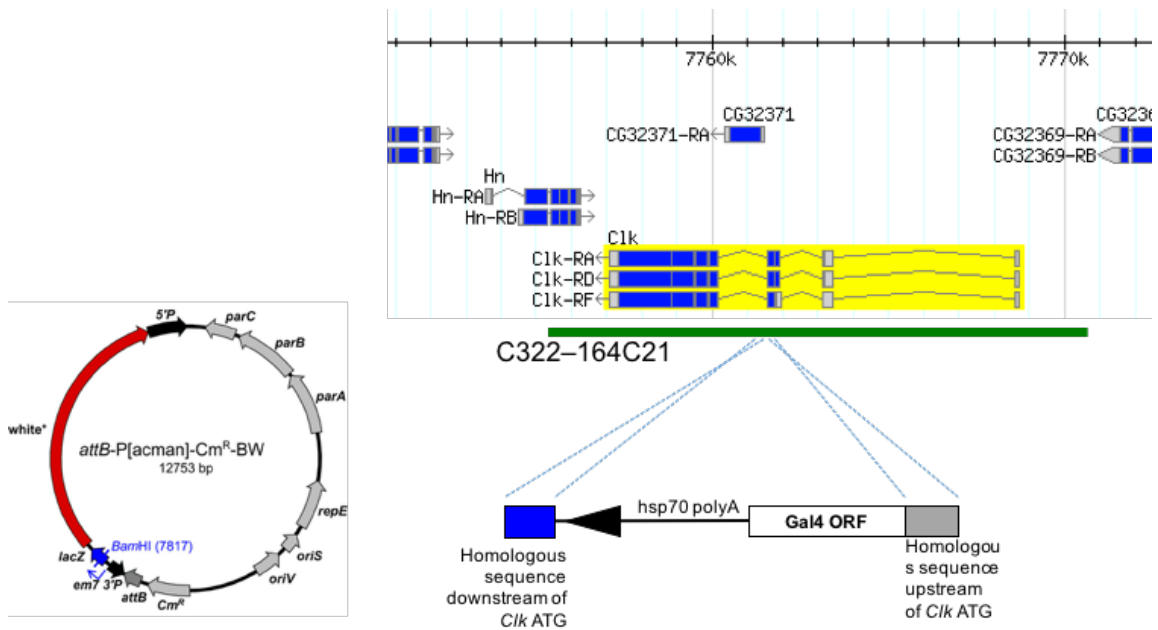 7760k
7770k
CG32371
CG3236
CG32371-RA
CG32369-RA
CG32369-RB
Hn
Hn-RA
Hn-RB
Clk
Clk-RA
Clk-RD
Clk-RF
C322–164C21
5'P
parC
parB
parA
white*
attB-P[acman]-CmR-BW
12753 bp
repE
BamHI (7817)
lacZ
oriS
em7
3'P
oriV
attB
CmR
hsp70 polyA
Gal4 ORF
Homologous
sequence
downstream of
Clk ATG
Homologou
s sequence
upstream
of Clk ATG